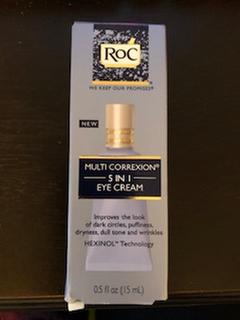 RoC
WE KEEP OUR PROMISES®
NEW
MULTI CORREXION®
5 IN 1
EYE CREAM
Improves the look
of dark circles, puffiness,
dryness, dull tone and wrinkles
HEXINOL™ Technology
0.5 fl oz (15 mL)